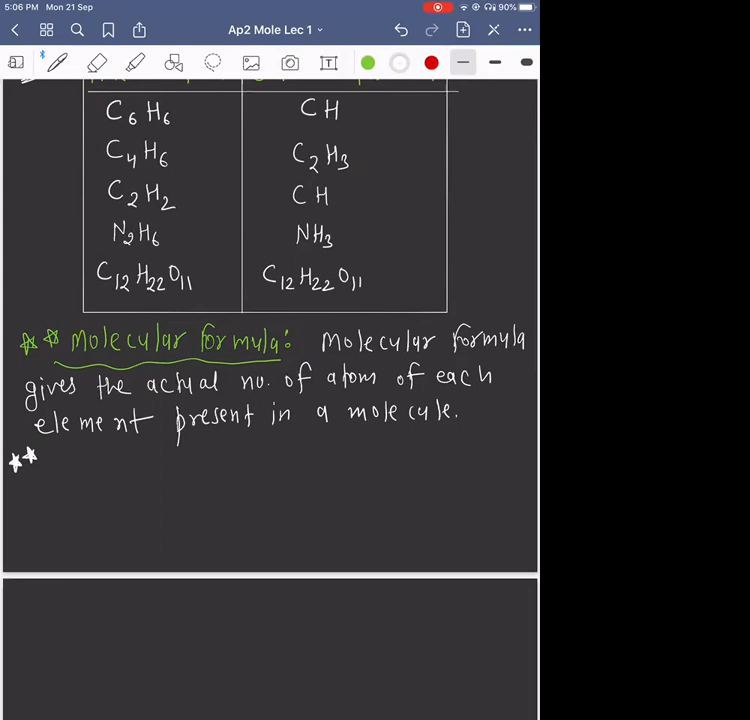 5:06 PM Mon 21 Sep 90%
Ap2 Mole Lec 1
C6H6 CH
C4H6 C2H3
C2H2 CH
N2H6 NH3
C12H22O11 C12H22O11
Molecular formula: Molecular formula
gives the actual no. of atom of each
element present in a molecule.